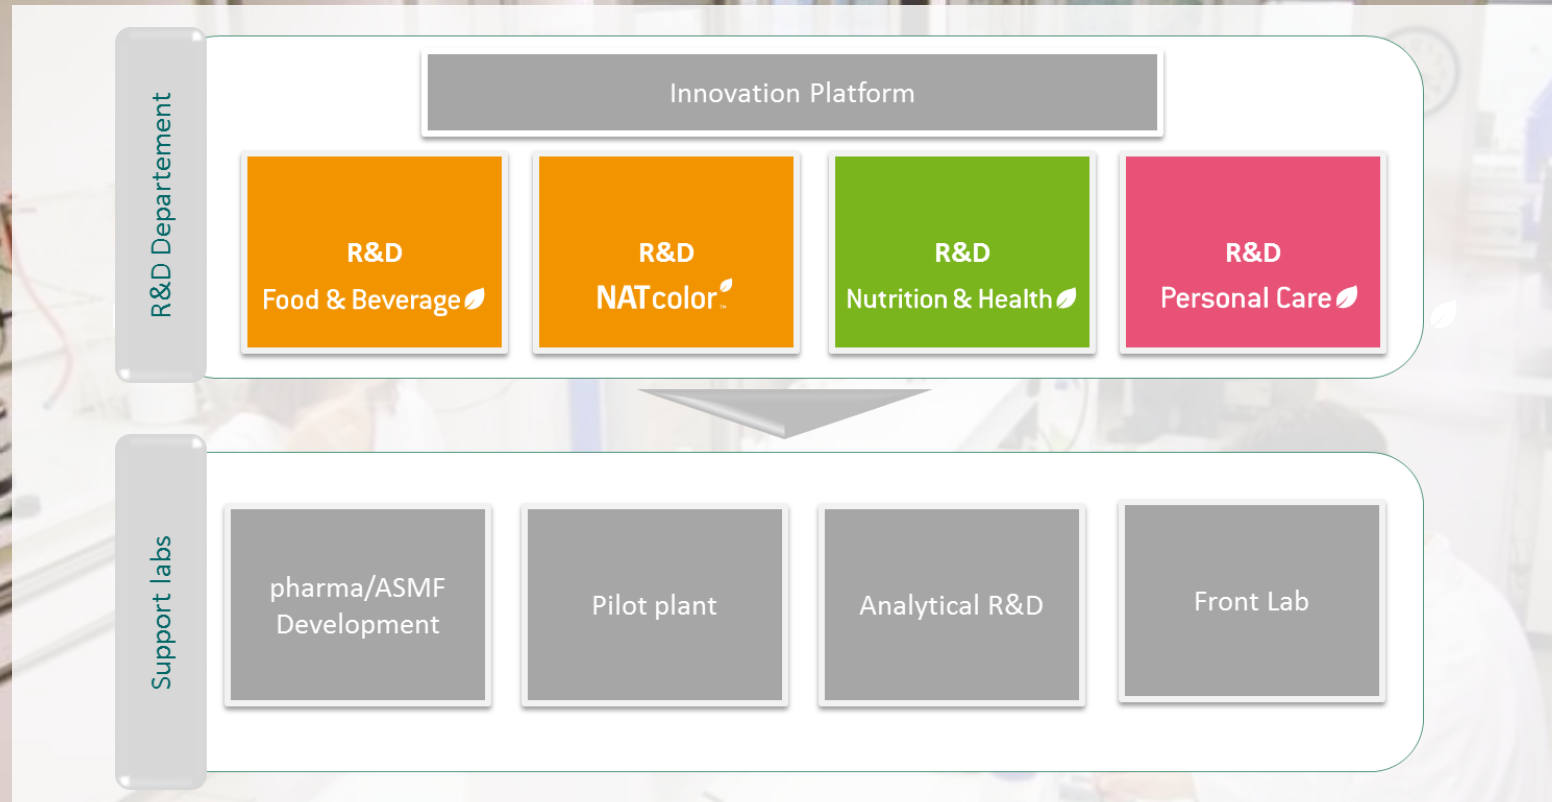 R&D Departement
Innovation Platform
R&D
Food & Beverage
R&D
NATcolor™
R&D
Nutrition & Health
R&D
Personal Care
Support labs
pharma/ASMF
Development
Pilot plant
Analytical R&D
Front Lab